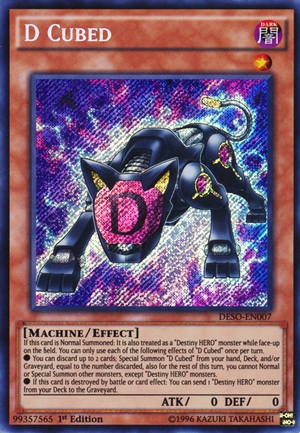 D Cubed
DARK
闇
D
DESO-EN007
[Machine/Effect]
If this card is Normal Summoned: It is also treated as a "Destiny HERO" monster while face-up
on the field. You can only use each of the following effects of "D Cubed" once per turn.
● You can discard up to 2 cards; Special Summon "D Cubed" from your hand, Deck, and/or
Graveyard, equal to the number discarded, also for the rest of this turn, you cannot Normal
or Special Summon other monsters, except "Destiny HERO" monsters.
● If this card is destroyed by battle or card effect: You can send 1 "Destiny HERO" monster
from your Deck to the Graveyard.
ATK/ 0 DEF/ 0
99357565 1st Edition ©1996 KAZUKI TAKAHASHI